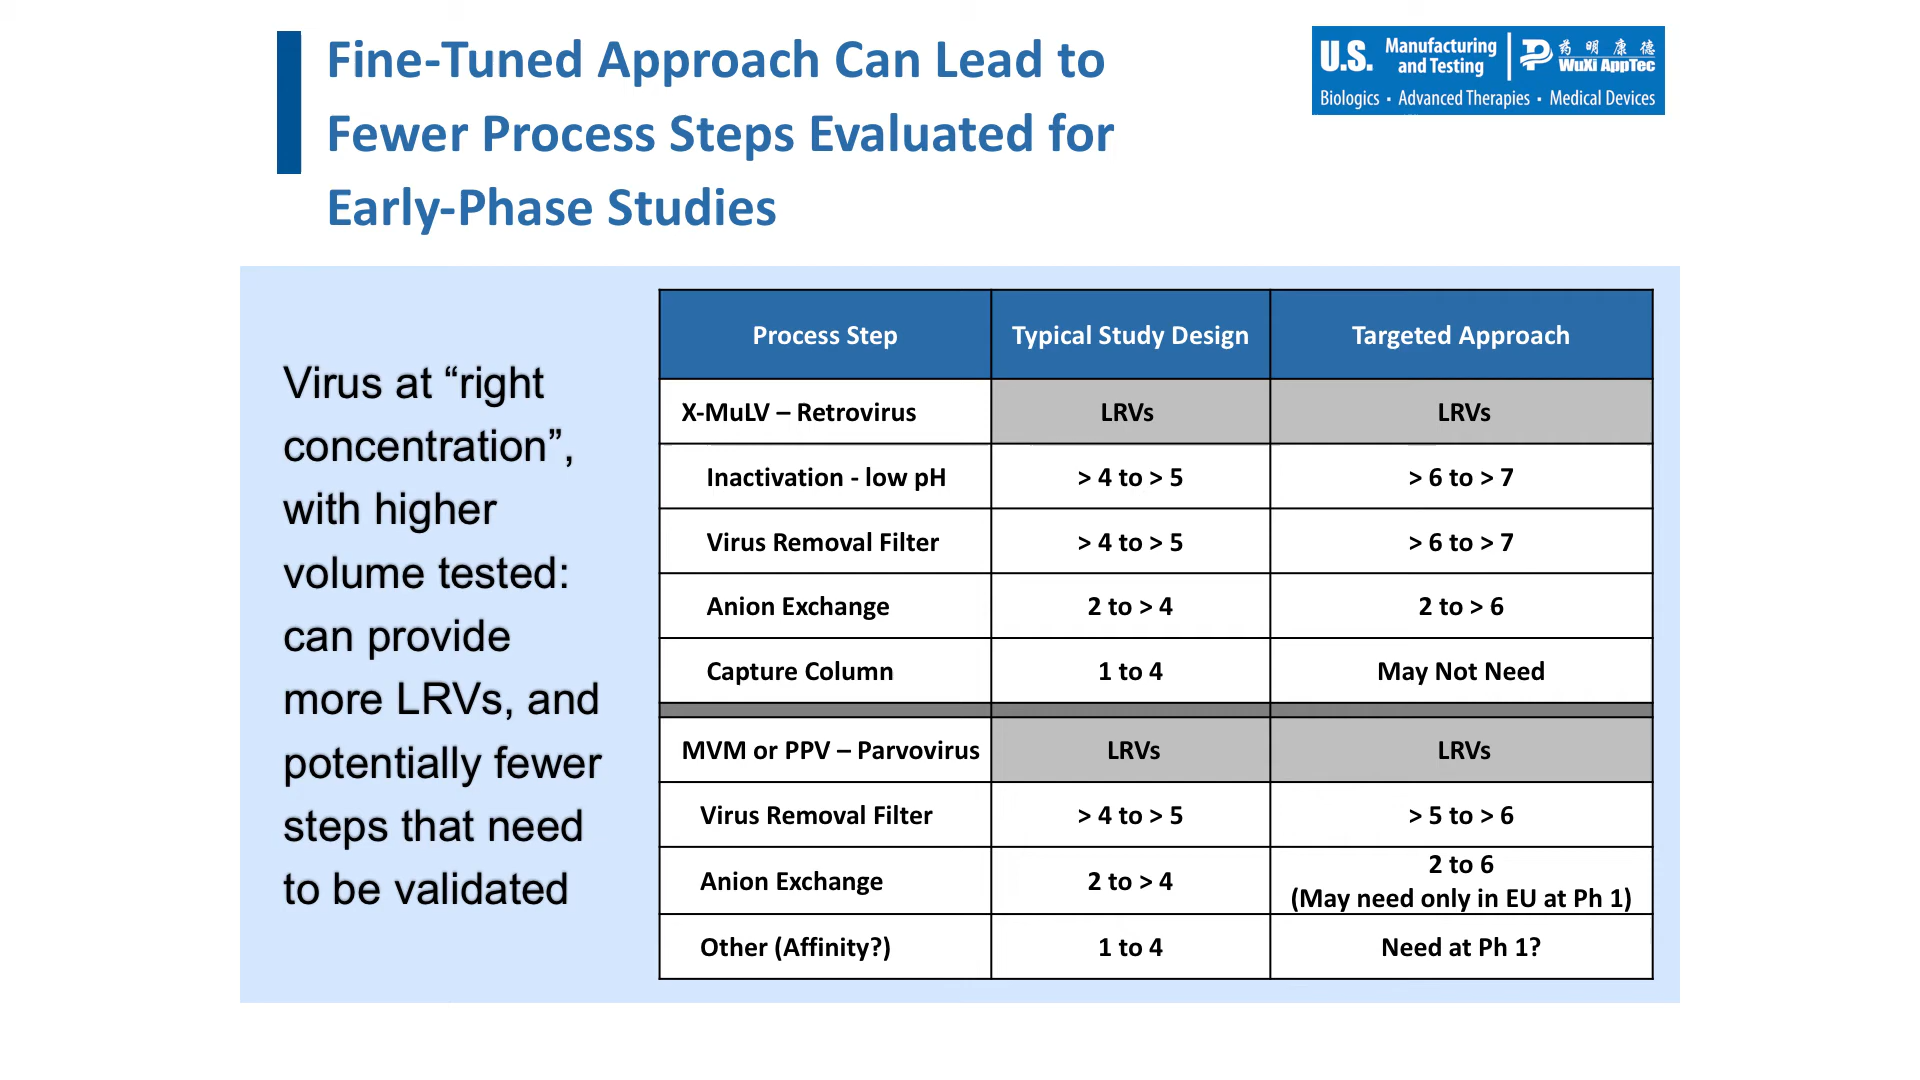 Fine-Tuned Approach Can Lead to
Fewer Process Steps Evaluated for
Early-Phase Studies
U.S. Manufacturing
and Testing
药明康德
WuXi AppTec
Biologics • Advanced Therapies • Medical Devices
Virus at “right
concentration”,
with higher
volume tested:
can provide
more LRVs, and
potentially fewer
steps that need
to be validated
Process Step Typical Study Design Targeted Approach
X-MuLV – Retrovirus LRVs LRVs
Inactivation - low pH > 4 to > 5 > 6 to > 7
Virus Removal Filter > 4 to > 5 > 6 to > 7
Anion Exchange 2 to > 4 2 to > 6
Capture Column 1 to 4 May Not Need
MVM or PPV – Parvovirus LRVs LRVs
Virus Removal Filter > 4 to > 5 > 5 to > 6
Anion Exchange 2 to > 4 2 to 6
(May need only in EU at Ph 1)
Other (Affinity?) 1 to 4 Need at Ph 1?